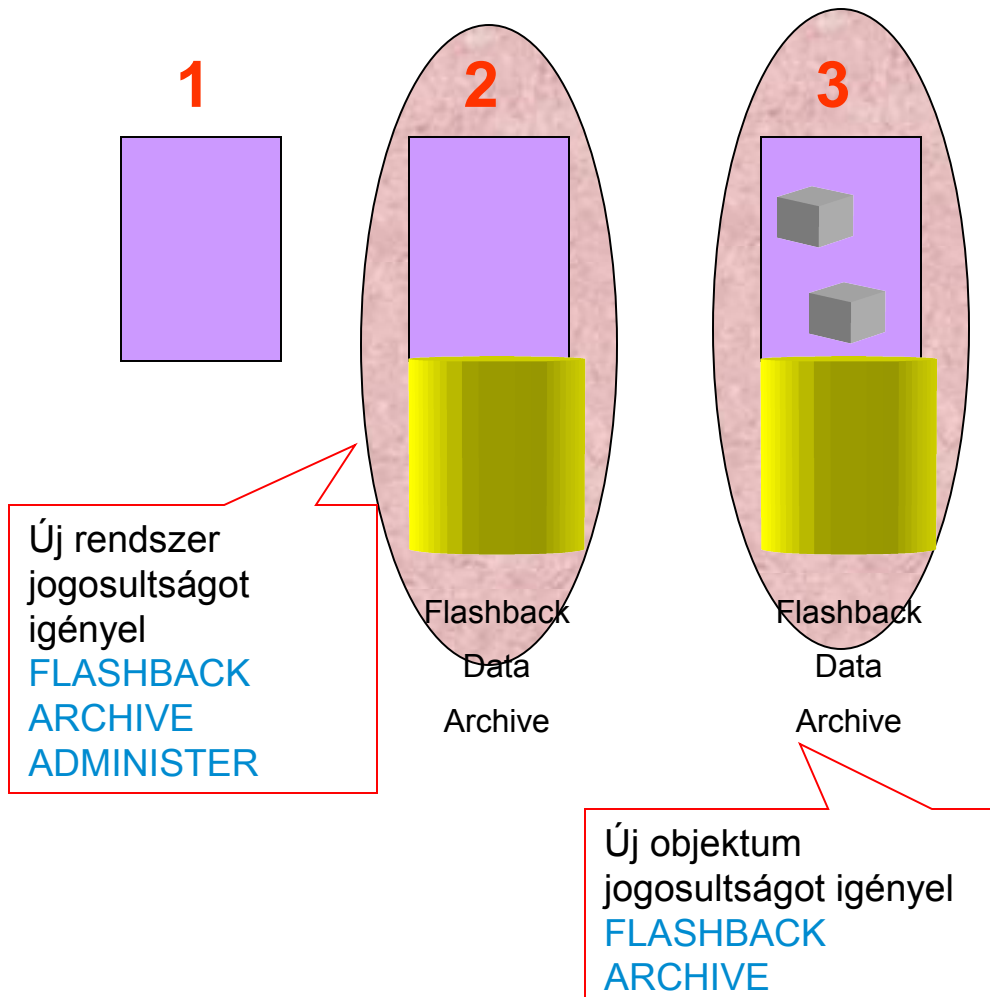 1
2
3
Új rendszer
jogosultságot
igényel
FLASHBACK
ARCHIVE
ADMINISTER
Flashback
Data
Archive
Flashback
Data
Archive
Új objektum
jogosultságot igényel
FLASHBACK
ARCHIVE